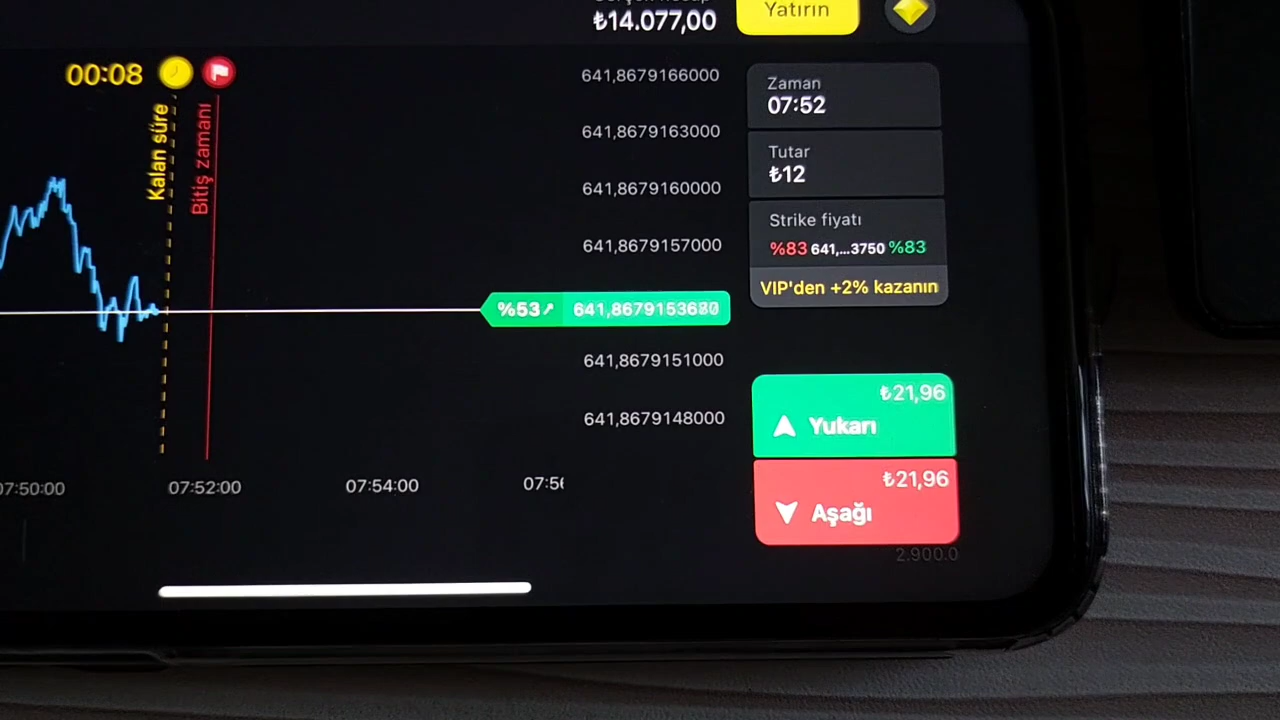 ₺14.077,00
Yatırın
00:08
Kalan süre
Bitiş zamanı
641,8679166000
641,8679163000
641,8679160000
641,8679157000
%53
641,8679151000
641,8679148000
07:50:00
07:52:00
07:54:00
Zaman
07:52
Tutar
₺12
Strike fiyatı
%83 641,...3750 %83
VIP'den +2% kazanın
₺21,96
Yukarı
₺21,96
Aşağı
2.900.0